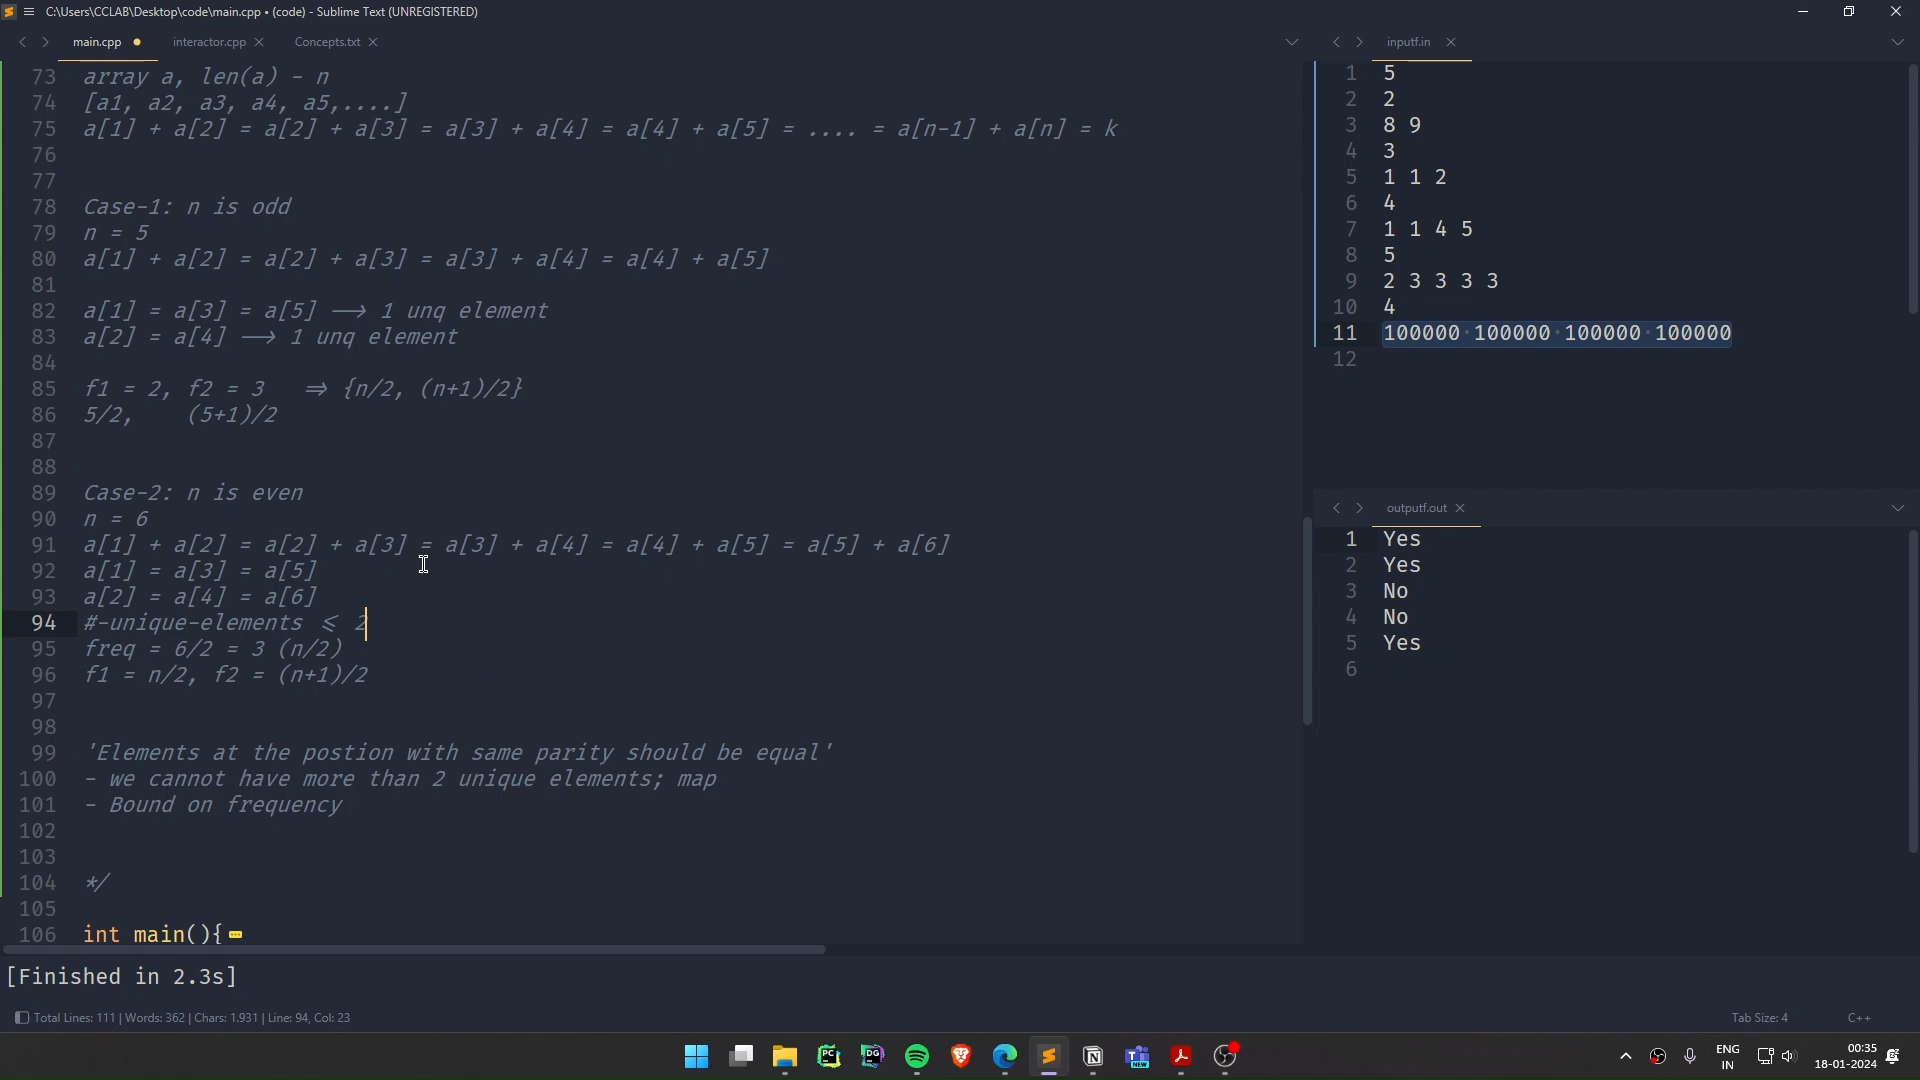 C:\Users\CCLAB\Desktop\code\main.cpp • (code) - Sublime Text (UNREGISTERED)
main.cpp
interactor.cpp
Concepts.txt
73 array a, len(a) - n
74 [a1, a2, a3, a4, a5,....]
75 a[1] + a[2] = a[2] + a[3] = a[3] + a[4] = a[4] + a[5] = .... = a[n-1] + a[n] = k
76
77
78 Case-1: n is odd
79 n = 5
80 a[1] + a[2] = a[2] + a[3] = a[3] + a[4] = a[4] + a[5]
81
82 a[1] = a[3] = a[5] ⟶ 1 unq element
83 a[2] = a[4] ⟶ 1 unq element
84
85 f1 = 2, f2 = 3 ⇒ {n/2, (n+1)/2}
86 5/2, (5+1)/2
87
88
89 Case-2: n is even
90 n = 6
91 a[1] + a[2] = a[2] + a[3] = a[3] + a[4] = a[4] + a[5] = a[5] + a[6]
92 a[1] = a[3] = a[5]
93 a[2] = a[4] = a[6]
94 #-unique-elements ≤ 2
95 freq = 6/2 = 3 (n/2)
96 f1 = n/2, f2 = (n+1)/2
97
98
99 'Elements at the postion with same parity should be equal'
100 - we cannot have more than 2 unique elements; map
101 - Bound on frequency
102
103
104 */
105
106 int main(){
inputf.in
1 5
2 2
3 8 9
4 3
5 1 1 2
6 4
7 1 1 4 5
8 5
9 2 3 3 3 3
10 4
11 100000 100000 100000 100000
12
outputf.out
1 Yes
2 Yes
3 No
4 No
5 Yes
6
[Finished in 2.3s]
Total Lines: 111 | Words: 362 | Chars: 1.931 | Line: 94, Col: 23
Tab Size: 4
C++
PC
DG
NEW
ENG
IN
00:35
18-01-2024